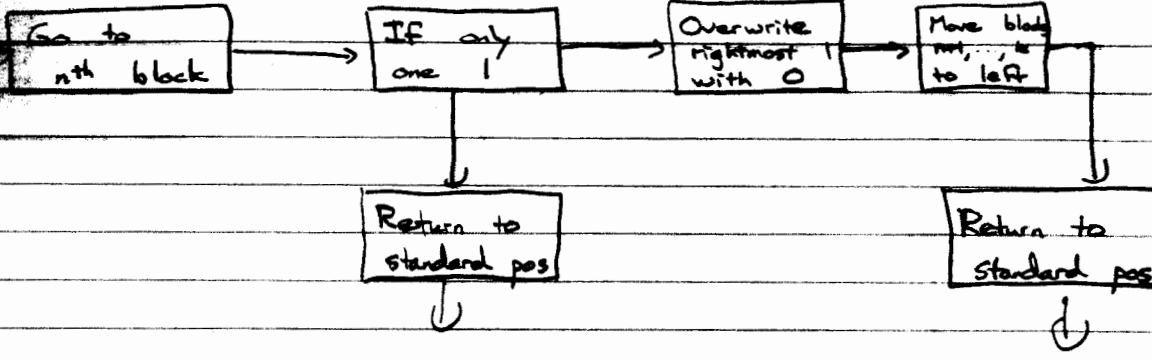 Go to
nth block
If only
one 1
Overwrite
rightmost 1
with 0
Move
to left
Return to
standard pos
Return to
standard pos